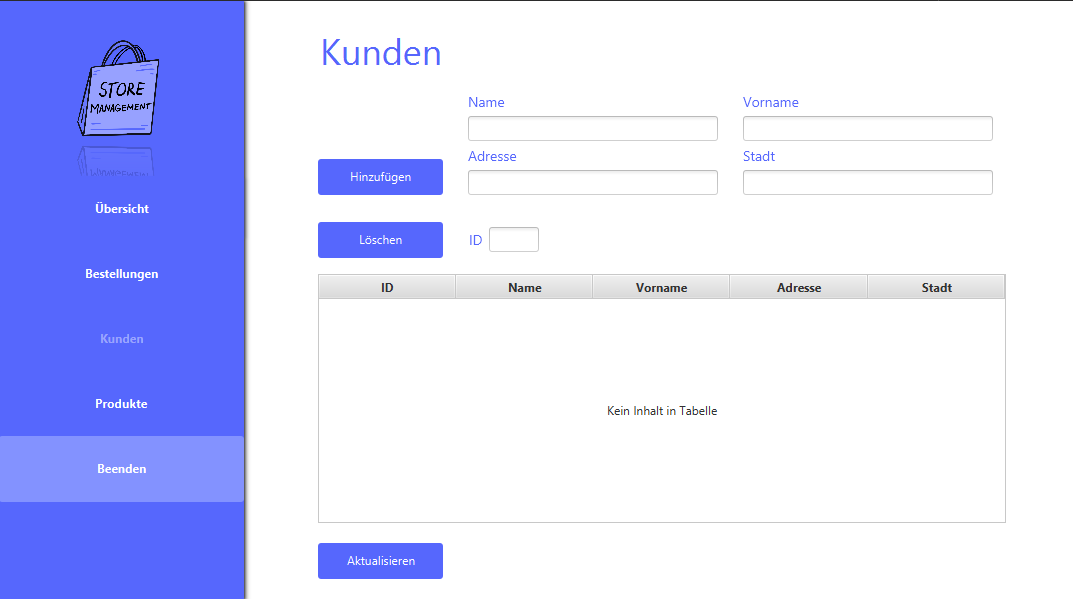 STORE
MANAGEMENT
Übersicht
Bestellungen
Kunden
Produkte
Beenden
Kunden
Name Vorname
Adresse Stadt
Hinzufügen
Löschen ID
ID Name Vorname Adresse Stadt
Kein Inhalt in Tabelle
Aktualisieren